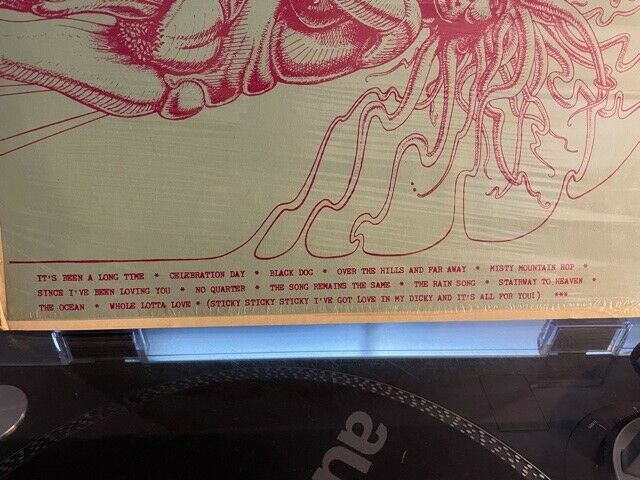 IT'S BEEN A LONG TIME * CELEBRATION DAY * BLACK DOG * OVER THE HILLS AND FAR AWAY * MISTY MOUNTAIN HOP *
SINCE I'VE BEEN LOVING YOU * NO QUARTER * THE SONG REMAINS THE SAME * THE RAIN SONG * STAIRWAY TO HEAVEN *
THE OCEAN * WHOLE LOTTA LOVE * (STICKY STICKY STICKY I'VE GOT LOVE IN MY DICKY AND IT'S ALL FOR YOU!) ***
au